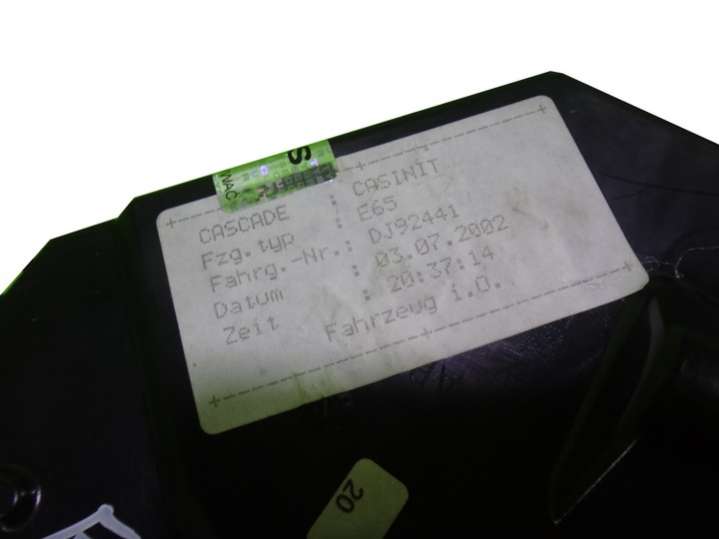 S
CASCADE : CASINIT
Fzg.typ : E65
Fahrg.-Nr.: DJ92441
Datum : 03.07.2002
Zeit : 20:37:14
Fahrzeug i.O.
20